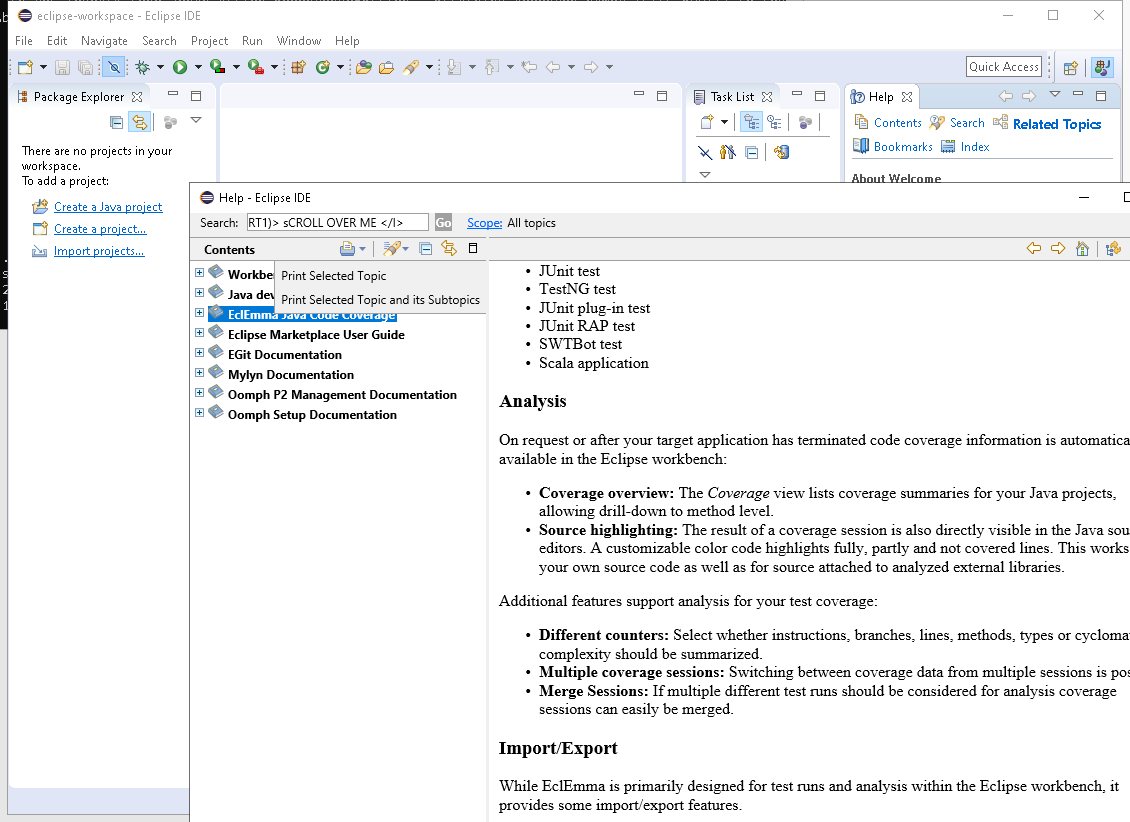 eclipse-workspace - Eclipse IDE
File Edit Navigate Search Project Run Window Help
Quick Access
Package Explorer
There are no projects in your
workspace.
To add a project:
Create a Java project
Create a project...
Import projects...
Task List
Help
Contents Search Related Topics
Bookmarks Index
About Welcome
Help - Eclipse IDE
Search: RT1)> sCROLL OVER ME </I> Go Scope: All topics
Contents
Print Selected Topic
Print Selected Topic and its Subtopics
Java dev
EclEmma Java Code Coverage
Eclipse Marketplace User Guide
EGit Documentation
Mylyn Documentation
Oomph P2 Management Documentation
Oomph Setup Documentation
• JUnit test
• TestNG test
• JUnit plug-in test
• JUnit RAP test
• SWTBot test
• Scala application
Analysis
On request or after your target application has terminated code coverage information is automatica
available in the Eclipse workbench:
• Coverage overview: The Coverage view lists coverage summaries for your Java projects,
allowing drill-down to method level.
• Source highlighting: The result of a coverage session is also directly visible in the Java sou
editors. A customizable color code highlights fully, partly and not covered lines. This works
your own source code as well as for source attached to analyzed external libraries.
Additional features support analysis for your test coverage:
• Different counters: Select whether instructions, branches, lines, methods, types or cycloma
complexity should be summarized.
• Multiple coverage sessions: Switching between coverage data from multiple sessions is pos
• Merge Sessions: If multiple different test runs should be considered for analysis coverage
sessions can easily be merged.
Import/Export
While EclEmma is primarily designed for test runs and analysis within the Eclipse workbench, it
provides some import/export features.